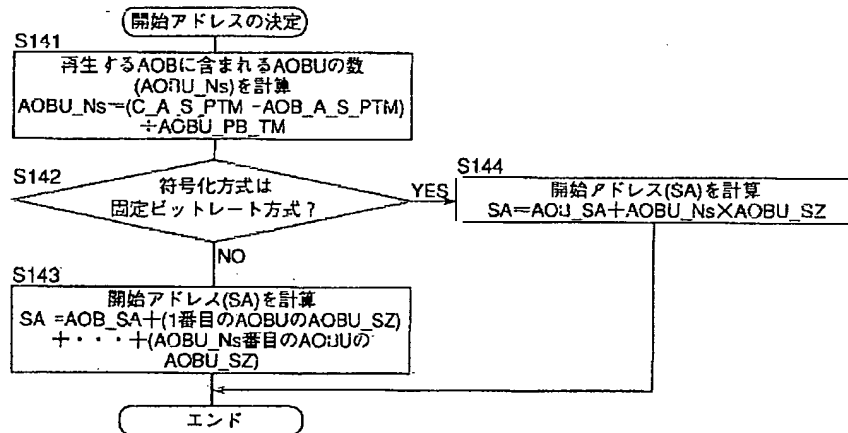 開始アドレスの決定
S141
再生するAOBに含まれるAOBUの数
(AOBU_Ns)を計算
AOBU_Ns=(C_A_S_PTM -AOB_A_S_PTM)
÷AOBU_PB_TM
S142
符号化方式は
固定ビットレート方式?
YES
NO
S144
開始アドレス(SA)を計算
SA=AOB_SA+AOBU_Ns×AOBU_SZ
S143
開始アドレス(SA)を計算
SA =AOB_SA+(1番目のAOBUのAOBU_SZ)
+・・・+(AOBU_Ns番目のAOBUの
AOBU_SZ)
エンド